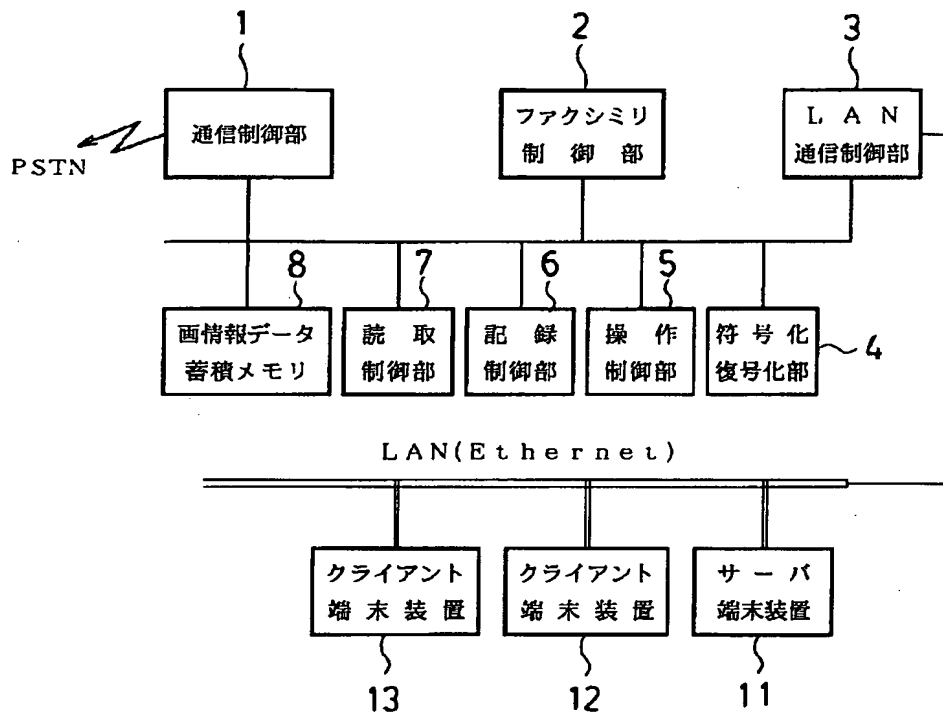 1
2
3
通信制御部
ファクシミリ
制御部
LAN
通信制御部
PSTN
8
7
6
5
画情報データ
蓄積メモリ
読取
制御部
記録
制御部
操作
制御部
符号化
復号化部
4
LAN(Ethernet)
クライアント
端末装置
クライアント
端末装置
サーバ
端末装置
13
12
11